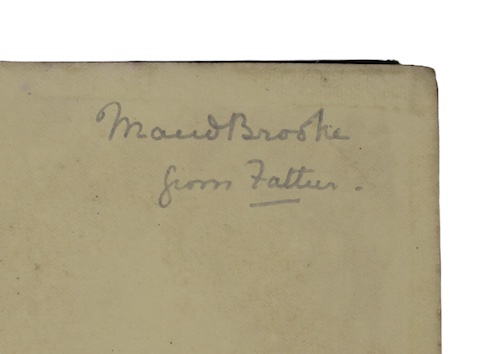 Maud Brooke
from Father.